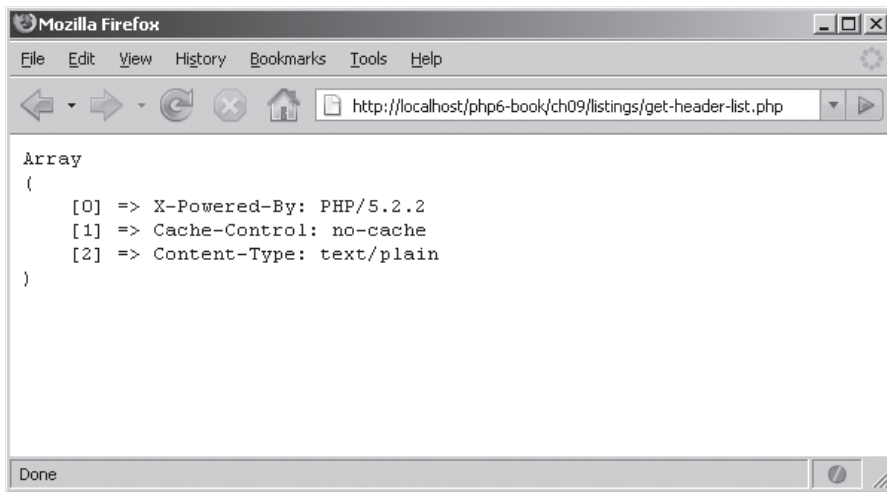 Mozilla Firefox
File Edit View History Bookmarks Tools Help
http://localhost/php6-book/ch09/listings/get-header-list.php
Array
(
[0] => X-Powered-By: PHP/5.2.2
[1] => Cache-Control: no-cache
[2] => Content-Type: text/plain
)
Done